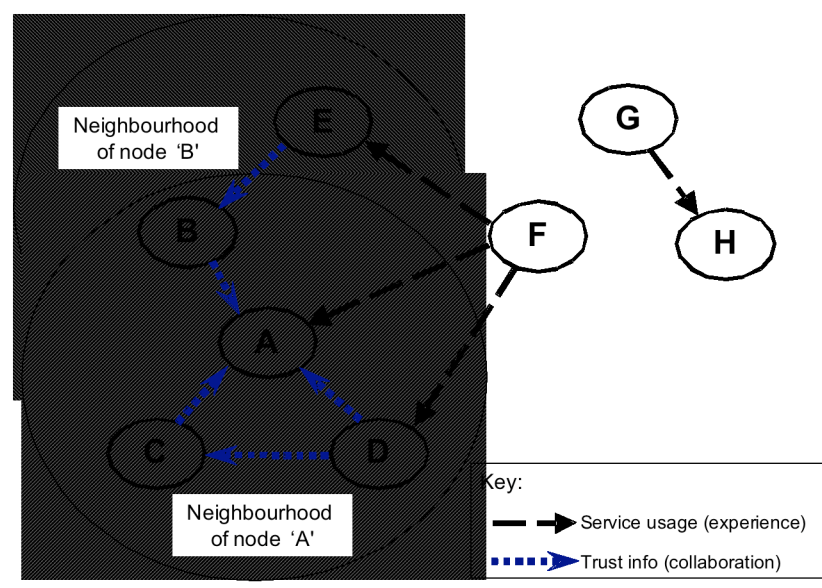 Neighbourhood
of node ‘B'
E
G
B
F
H
A
C
D
Neighbourhood
of node ‘A'
Key:
Service usage (experience)
Trust info (collaboration)